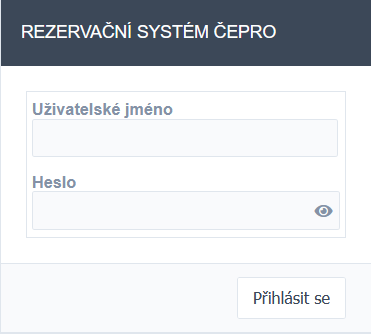 REZERVAČNÍ SYSTÉM ČEPRO
Uživatelské jméno
Heslo
Přihlásit se